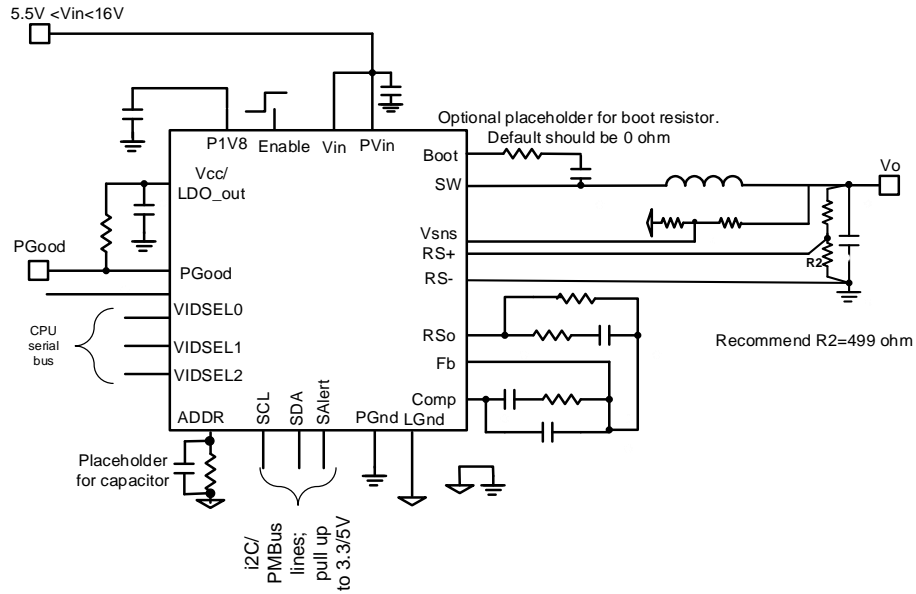 5.5V <Vin<16V
Optional placeholder for boot resistor.
Default should be 0 ohm
P1V8
Enable
Vin
PVin
Boot
Vcc/
LDO_out
SW
Vo
Vsns
PGood
RS+
R2
PGood
RS-
VIDSEL0
CPU
serial
bus
RSo
Recommend R2=499 ohm
VIDSEL1
Fb
VIDSEL2
Comp
ADDR
SCL
SDA
SAlert
PGnd
LGnd
Placeholder
for capacitor
i2C/
PMBus
lines;
pull up
to 3.3/5V